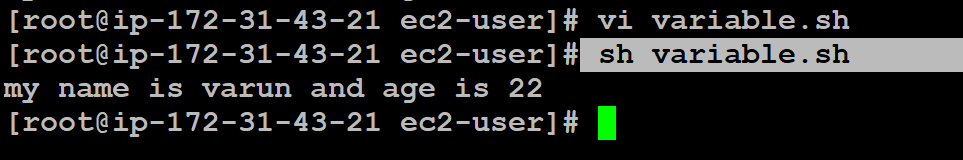 [root@ip-172-31-43-21 ec2-user]# vi variable.sh
[root@ip-172-31-43-21 ec2-user]# sh variable.sh
my name is varun and age is 22
[root@ip-172-31-43-21 ec2-user]#